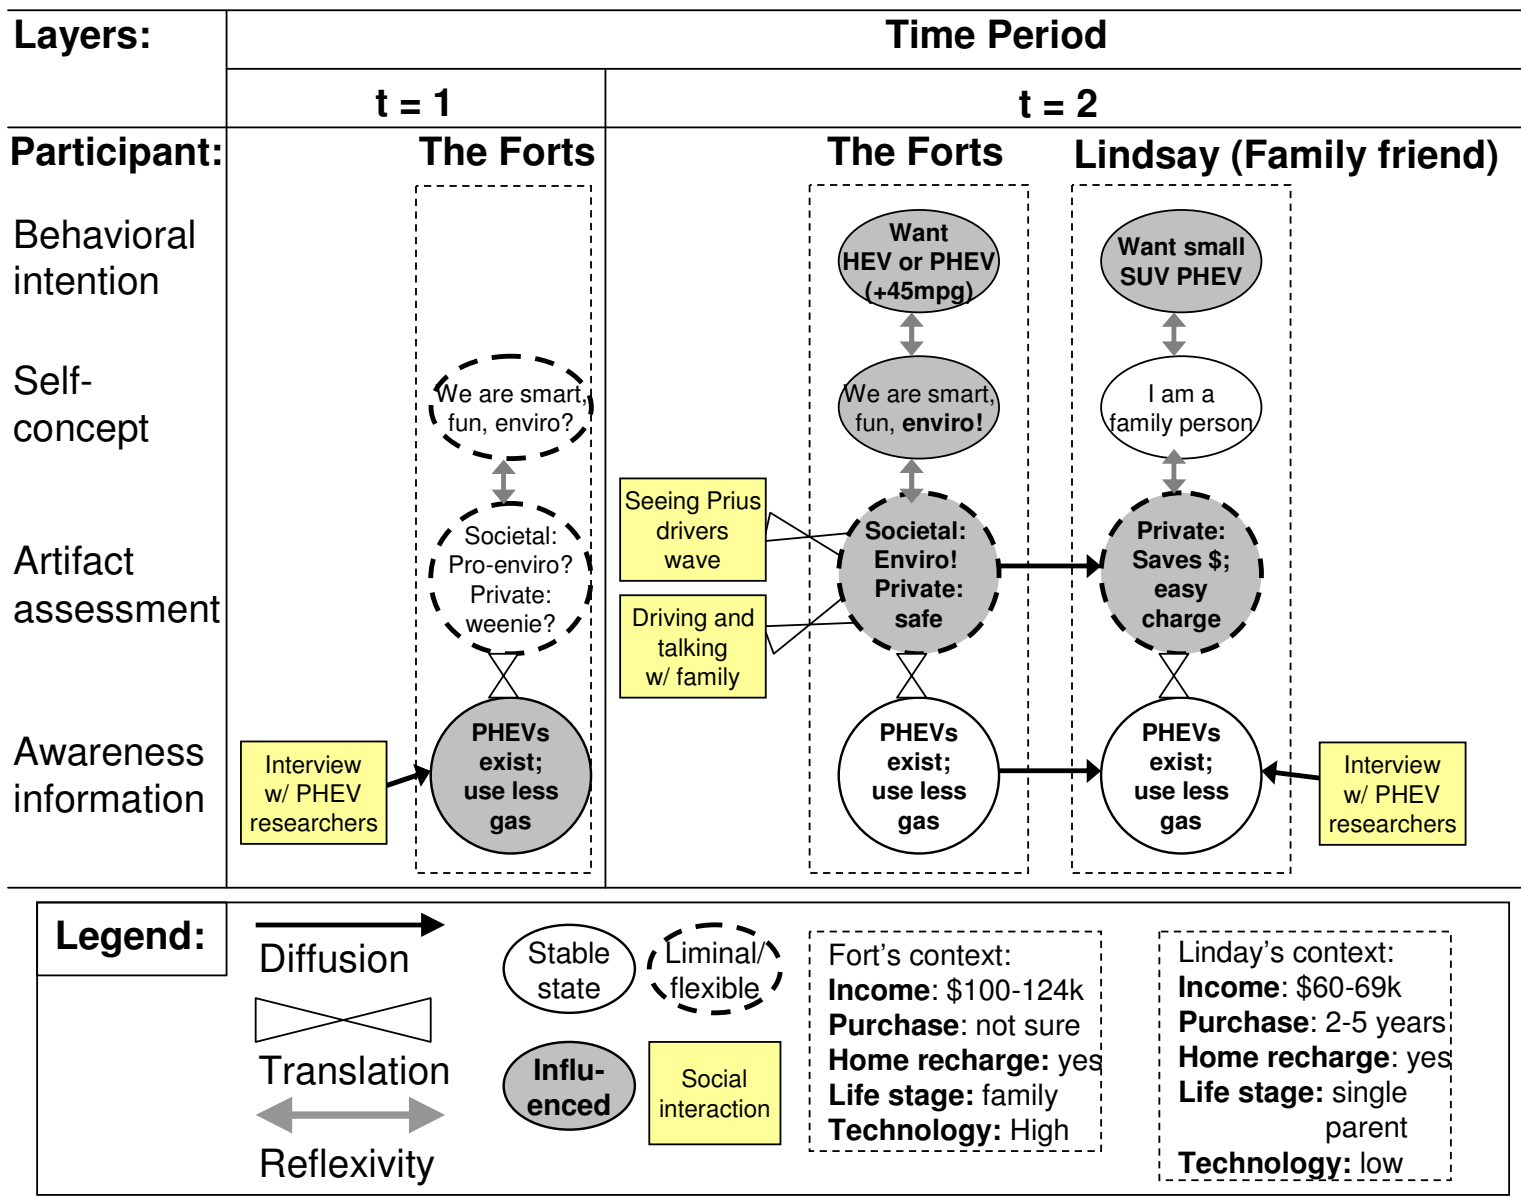 Layers:
Time Period
t = 1
t = 2
Participant:
The Forts
The Forts
Lindsay (Family friend)
Behavioral
intention
Want
HEV or PHEV
(+45mpg)
Want small
SUV PHEV
Self-
concept
We are smart,
fun, enviro?
We are smart,
fun, enviro!
I am a
family person
Artifact
assessment
Societal:
Pro-enviro?
Private:
weenie?
Seeing Prius
drivers
wave
Driving and
talking
w/ family
Societal:
Enviro!
Private:
safe
Private:
Saves $;
easy
charge
Awareness
information
Interview
w/ PHEV
researchers
PHEVs
exist;
use less
gas
PHEVs
exist;
use less
gas
PHEVs
exist;
use less
gas
Interview
w/ PHEV
researchers
Legend:
Diffusion
Translation
Reflexivity
Stable
state
Liminal/
flexible
Influ-
enced
Social
interaction
Fort's context:
Income: $100-124k
Purchase: not sure
Home recharge: yes
Life stage: family
Technology: High
Linday's context:
Income: $60-69k
Purchase: 2-5 years
Home recharge: yes
Life stage: single
parent
Technology: low